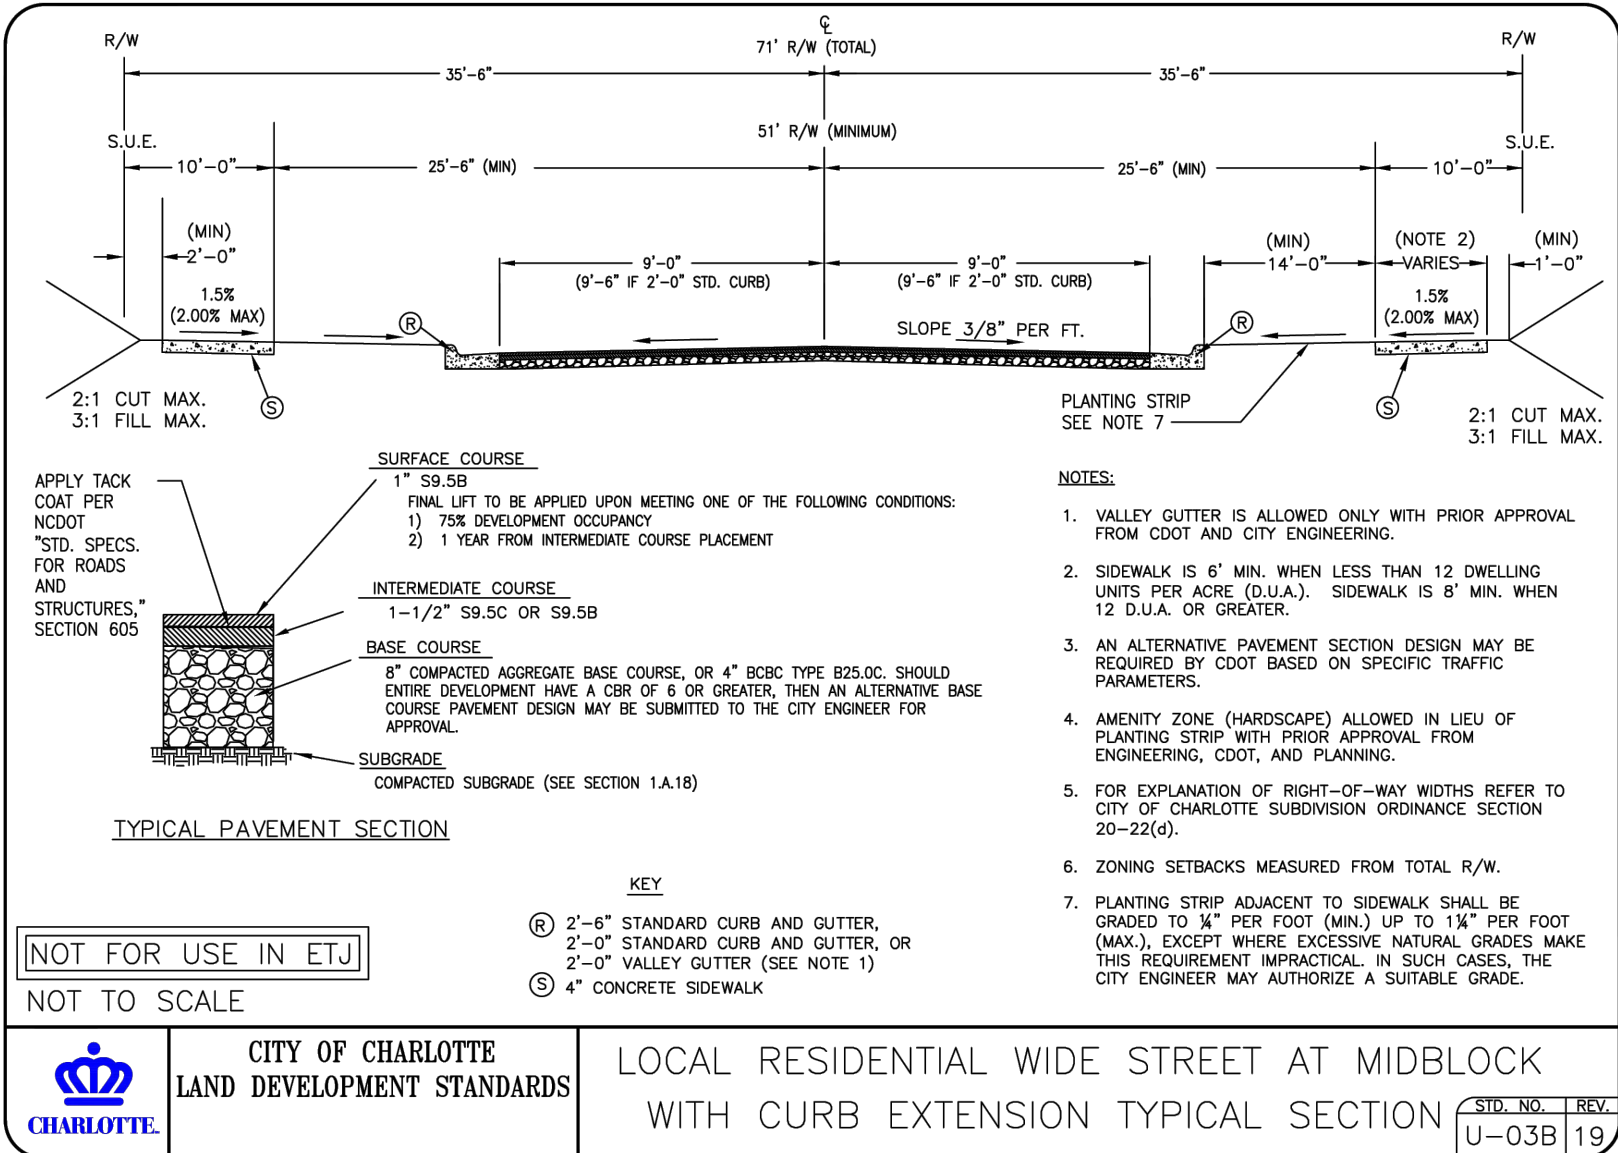 ℄
R/W
71' R/W (TOTAL)
R/W
35'-6"
35'-6"
51' R/W (MINIMUM)
S.U.E.
S.U.E.
10'-0"
25'-6" (MIN)
25'-6" (MIN)
10'-0"
(MIN)
2'-0"
9'-0"
(9'-6" IF 2'-0" STD. CURB)
9'-0"
(9'-6" IF 2'-0" STD. CURB)
(MIN)
14'-0"
(NOTE 2)
VARIES
(MIN)
1'-0"
1.5%
(2.00% MAX)
1.5%
(2.00% MAX)
R
SLOPE 3/8" PER FT.
R
2:1 CUT MAX.
3:1 FILL MAX.
S
PLANTING STRIP
SEE NOTE 7
S
2:1 CUT MAX.
3:1 FILL MAX.
APPLY TACK
COAT PER
NCDOT
"STD. SPECS.
FOR ROADS
AND
STRUCTURES,"
SECTION 605
SURFACE COURSE
1" S9.5B
FINAL LIFT TO BE APPLIED UPON MEETING ONE OF THE FOLLOWING CONDITIONS:
1) 75% DEVELOPMENT OCCUPANCY
2) 1 YEAR FROM INTERMEDIATE COURSE PLACEMENT
INTERMEDIATE COURSE
1-1/2" S9.5C OR S9.5B
BASE COURSE
8" COMPACTED AGGREGATE BASE COURSE, OR 4" BCBC TYPE B25.0C. SHOULD
ENTIRE DEVELOPMENT HAVE A CBR OF 6 OR GREATER, THEN AN ALTERNATIVE BASE
COURSE PAVEMENT DESIGN MAY BE SUBMITTED TO THE CITY ENGINEER FOR
APPROVAL.
SUBGRADE
COMPACTED SUBGRADE (SEE SECTION 1.A.18)
TYPICAL PAVEMENT SECTION
NOTES:
1. VALLEY GUTTER IS ALLOWED ONLY WITH PRIOR APPROVAL
FROM CDOT AND CITY ENGINEERING.
2. SIDEWALK IS 6' MIN. WHEN LESS THAN 12 DWELLING
UNITS PER ACRE (D.U.A.). SIDEWALK IS 8' MIN. WHEN
12 D.U.A. OR GREATER.
3. AN ALTERNATIVE PAVEMENT SECTION DESIGN MAY BE
REQUIRED BY CDOT BASED ON SPECIFIC TRAFFIC
PARAMETERS.
4. AMENITY ZONE (HARDSCAPE) ALLOWED IN LIEU OF
PLANTING STRIP WITH PRIOR APPROVAL FROM
ENGINEERING, CDOT, AND PLANNING.
5. FOR EXPLANATION OF RIGHT-OF-WAY WIDTHS REFER TO
CITY OF CHARLOTTE SUBDIVISION ORDINANCE SECTION
20-22(d).
6. ZONING SETBACKS MEASURED FROM TOTAL R/W.
7. PLANTING STRIP ADJACENT TO SIDEWALK SHALL BE
GRADED TO ¼" PER FOOT (MIN.) UP TO 1¼" PER FOOT
(MAX.), EXCEPT WHERE EXCESSIVE NATURAL GRADES MAKE
THIS REQUIREMENT IMPRACTICAL. IN SUCH CASES, THE
CITY ENGINEER MAY AUTHORIZE A SUITABLE GRADE.
KEY
R 2'-6" STANDARD CURB AND GUTTER,
2'-0" STANDARD CURB AND GUTTER, OR
2'-0" VALLEY GUTTER (SEE NOTE 1)
S 4" CONCRETE SIDEWALK
NOT FOR USE IN ETJ
NOT TO SCALE
CHARLOTTE.
CITY OF CHARLOTTE
LAND DEVELOPMENT STANDARDS
LOCAL RESIDENTIAL WIDE STREET AT MIDBLOCK
WITH CURB EXTENSION TYPICAL SECTION
STD. NO. REV.
U-03B 19